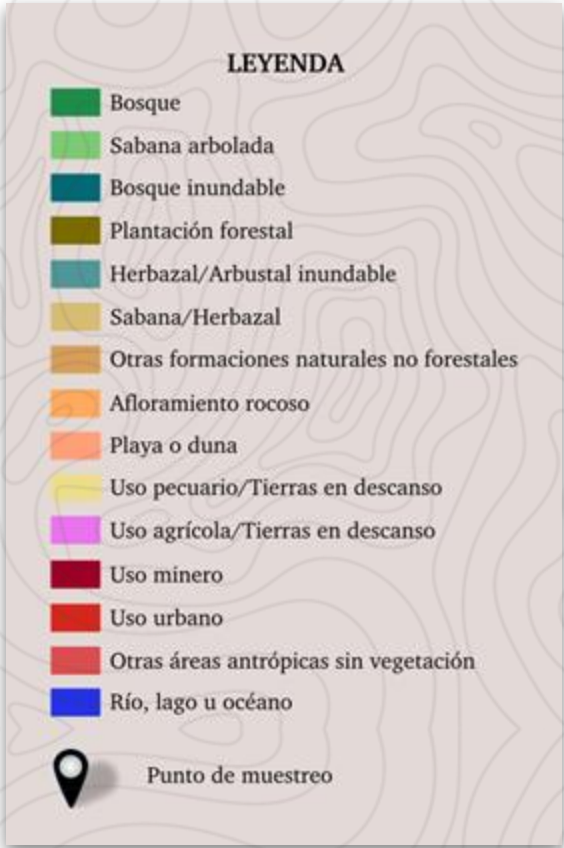 LEYENDA
Bosque
Sabana arbolada
Bosque inundable
Plantación forestal
Herbazal/Arbustal inundable
Sabana/Herbazal
Otras formaciones naturales no forestales
Afloramiento rocoso
Playa o duna
Uso pecuario/Tierras en descanso
Uso agrícola/Tierras en descanso
Uso minero
Uso urbano
Otras áreas antrópicas sin vegetación
Río, lago u océano
Punto de muestreo